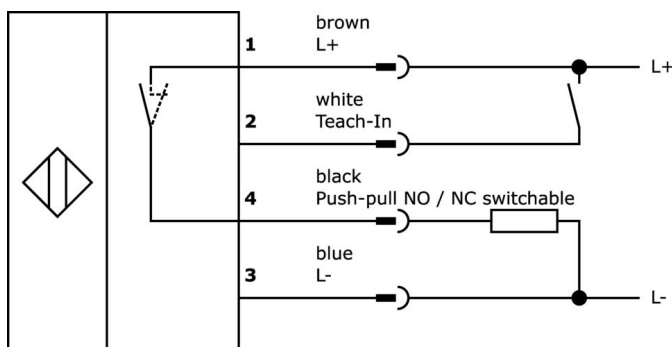 brown
1 L+
L+
white
2 Teach-In
black
4 Push-pull NO / NC switchable
blue
3 L-
L-